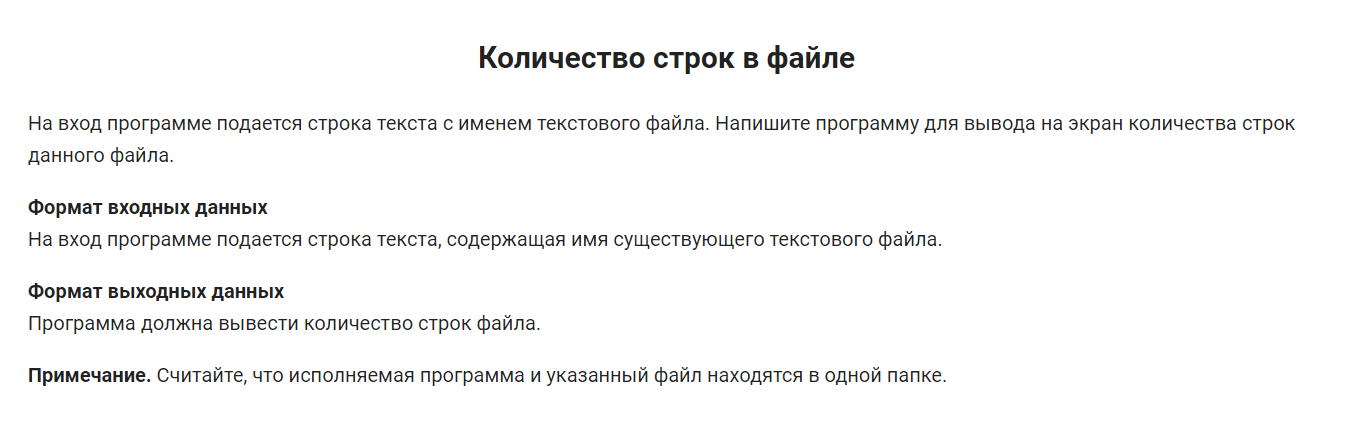 Количество строк в файле
На вход программе подается строка текста с именем текстового файла. Напишите программу для вывода на экран количества строк
данного файла.
Формат входных данных
На вход программе подается строка текста, содержащая имя существующего текстового файла.
Формат выходных данных
Программа должна вывести количество строк файла.
Примечание. Считайте, что исполняемая программа и указанный файл находятся в одной папке.